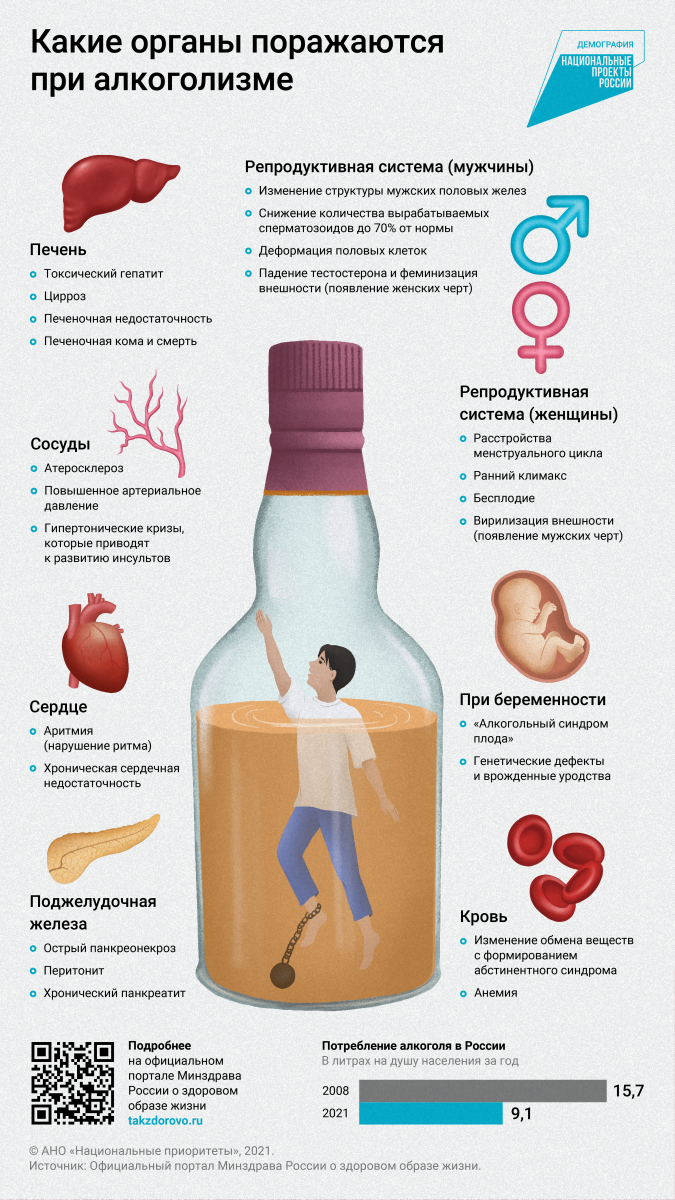 Какие органы поражаются
при алкоголизме
ДЕМОГРАФИЯ
НАЦИОНАЛЬНЫЕ
ПРОЕКТЫ
РОССИИ
Печень
Токсический гепатит
Цирроз
Печеночная недостаточность
Печеночная кома и смерть
Репродуктивная система (мужчины)
Изменение структуры мужских половых желез
Снижение количества вырабатываемых
сперматозоидов до 70% от нормы
Деформация половых клеток
Падение тестостерона и феминизация
внешности (появление женских черт)
Сосуды
Атеросклероз
Повышенное артериальное
давление
Гипертонические кризы,
которые приводят
к развитию инсультов
Репродуктивная
система (женщины)
Расстройства
менструального цикла
Ранний климакс
Бесплодие
Вирилизация внешности
(появление мужских черт)
Сердце
Аритмия
(нарушение ритма)
Хроническая сердечная
недостаточность
При беременности
«Алкогольный синдром
плода»
Генетические дефекты
и врожденные уродства
Поджелудочная
железа
Острый панкреонекроз
Перитонит
Хронический панкреатит
Кровь
Изменение обмена веществ
с формированием
абстинентного синдрома
Анемия
Подробнее
на официальном
портале Минздрава
России о здоровом
образе жизни
takzdorovo.ru
Потребление алкоголя в России
В литрах на душу населения за год
2008 15,7
2021 9,1
© АНО «Национальные приоритеты», 2021.
Источник: Официальный портал Минздрава России о здоровом образе жизни.